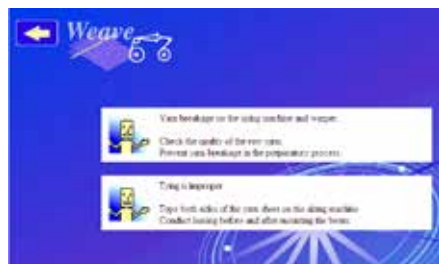 Weave
Yarn breakage on the sizing machine and warper.
Check the quality of the raw yarn.
Prevent yarn breakage in the preparatory process.
Tying is improper
Tape both sides of the yarn sheet on the sizing machine
Conduct leasing before and after mounting the beam.